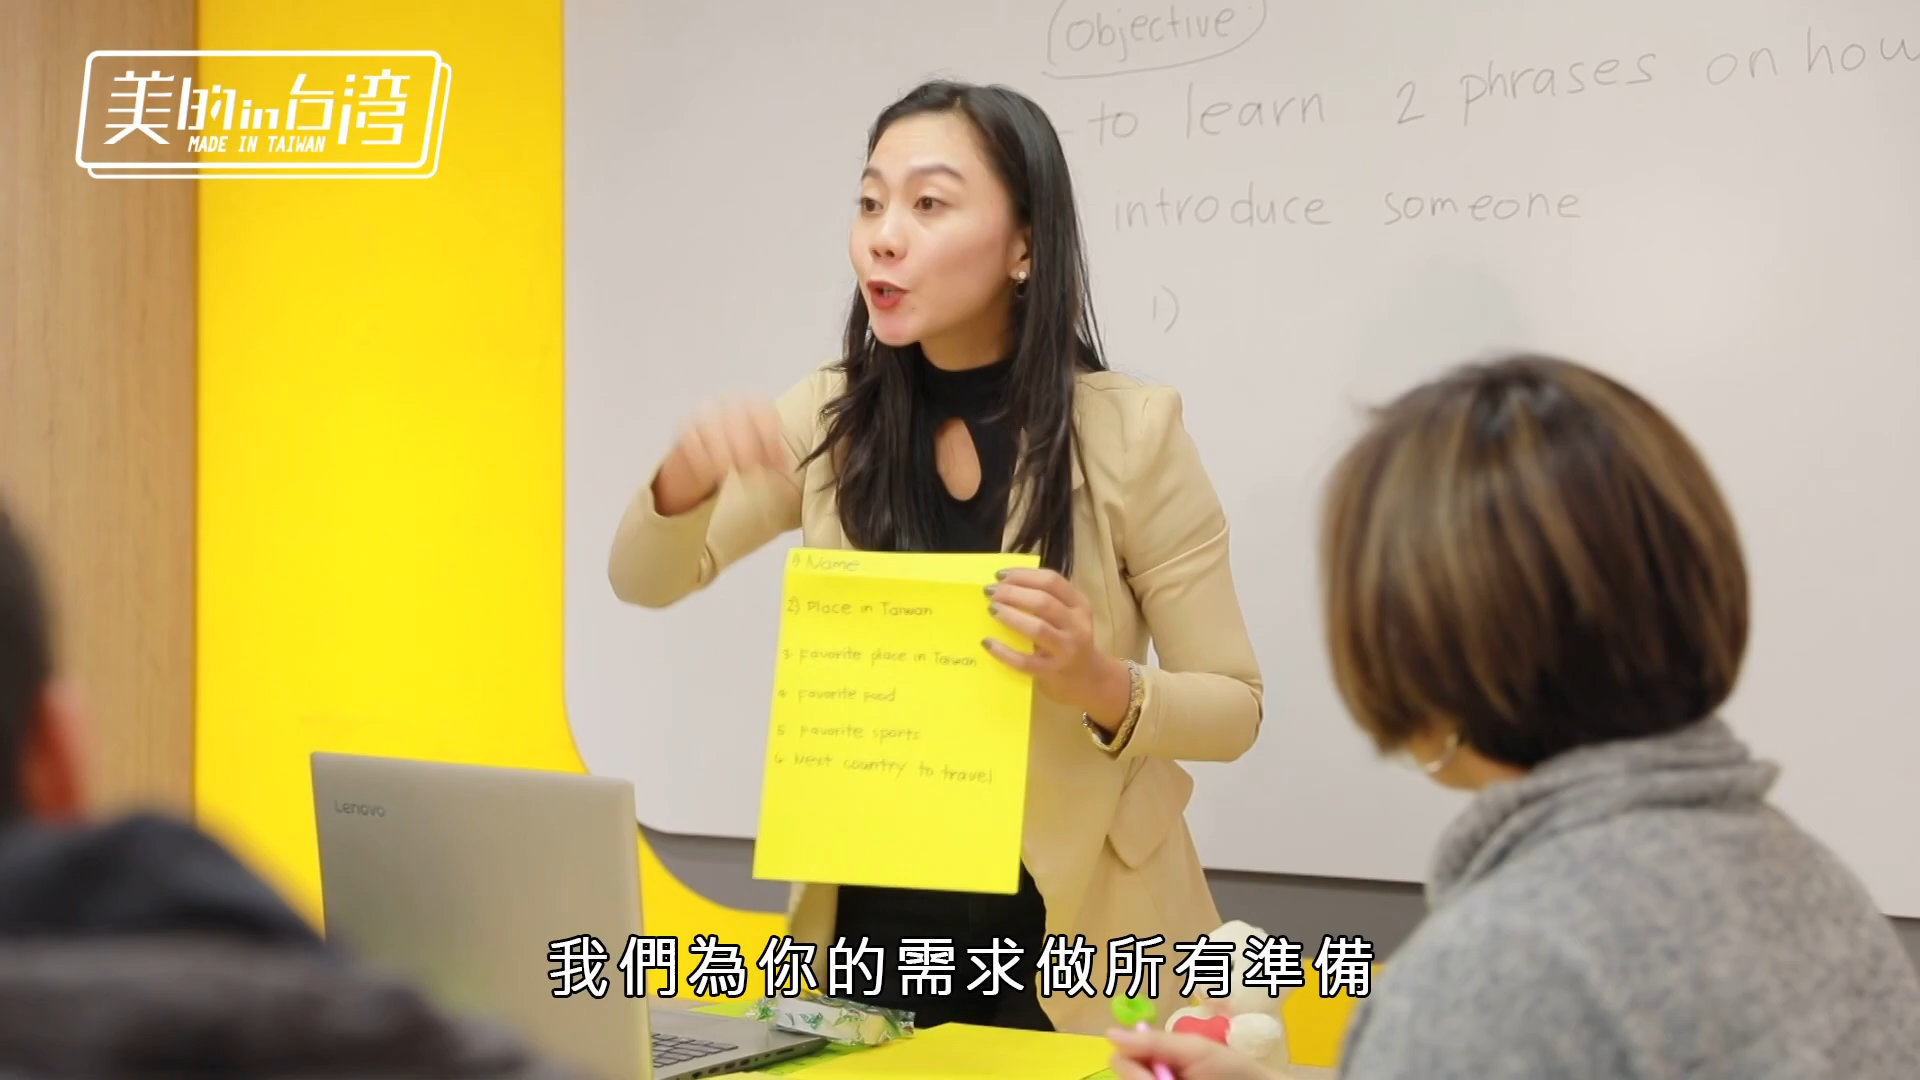 美的in台湾
MADE IN TAIWAN
Objective
- to learn 2 phrases on how
introduce someone
1)
1) Name
2) Place in Taiwan
3. Favorite place in Taiwan
4. Favorite food
5. Favorite sports
6. Next country to travel
Lenovo
我們為你的需求做所有準備